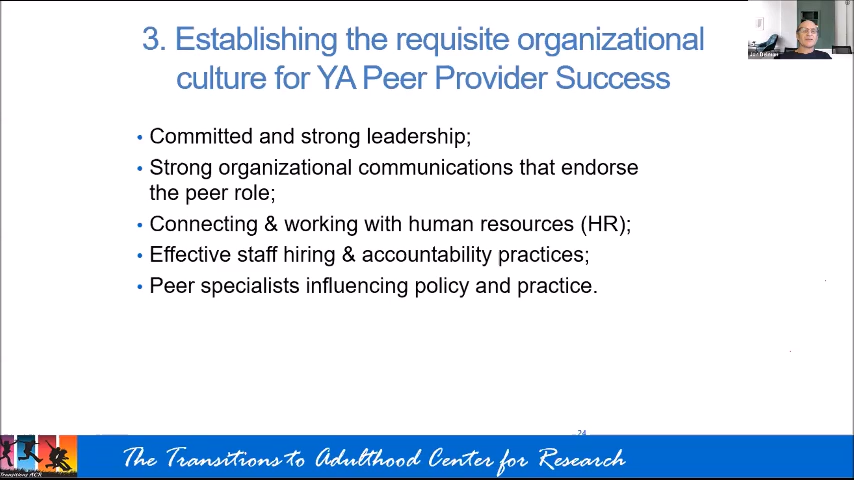 3. Establishing the requisite organizational
culture for YA Peer Provider Success
• Committed and strong leadership;
• Strong organizational communications that endorse
the peer role;
• Connecting & working with human resources (HR);
• Effective staff hiring & accountability practices;
• Peer specialists influencing policy and practice.
24
The Transitions to Adulthood Center for Research
Transitions ACR